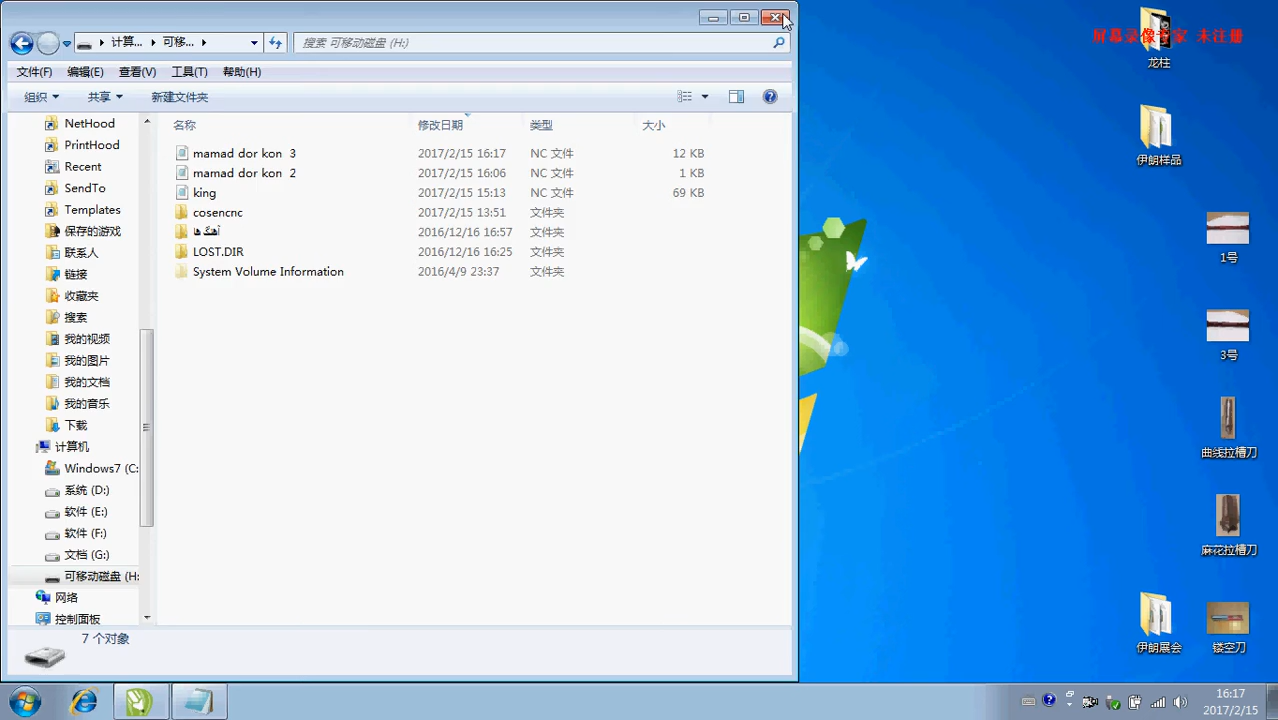 计算... 可移... 搜索 可移动磁盘 (H:)
文件(F) 编辑(E) 查看(V) 工具(T) 帮助(H)
组织 共享 新建文件夹
名称 修改日期 类型 大小
mamad dor kon 3 2017/2/15 16:17 NC 文件 12 KB
mamad dor kon 2 2017/2/15 16:06 NC 文件 1 KB
king 2017/2/15 15:13 NC 文件 69 KB
cosencnc 2017/2/15 13:51 文件夹
آهنگ ها 2016/12/16 16:57 文件夹
LOST.DIR 2016/12/16 16:25 文件夹
System Volume Information 2016/4/9 23:37 文件夹
NetHood
PrintHood
Recent
SendTo
Templates
保存的游戏
联系人
链接
收藏夹
搜索
我的视频
我的图片
我的文档
我的音乐
下载
计算机
Windows7 (C:
系统 (D:)
软件 (E:)
软件 (F:)
文档 (G:)
可移动磁盘 (H:
网络
控制面板
7 个对象
屏幕录像专家 未注册
龙柱
伊朗样品
1号
3号
曲线拉槽刀
麻花拉槽刀
伊朗展会
镂空刀
16:17
2017/2/15